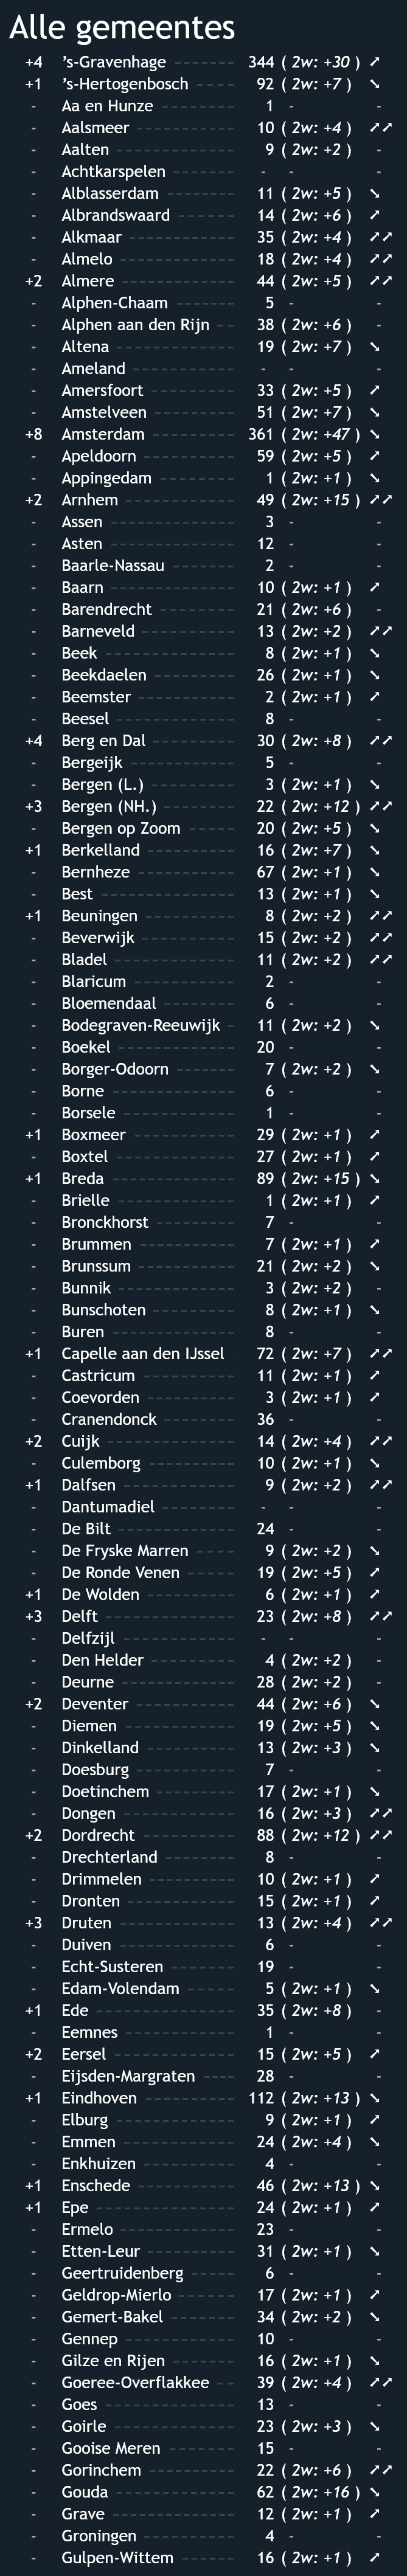 Alle gemeentes
+4 ’s-Gravenhage 344 ( 2w: +30 ) ➚
+1 ’s-Hertogenbosch 92 ( 2w: +7 ) ➘
- Aa en Hunze 1 - -
- Aalsmeer 10 ( 2w: +4 ) ➚➚
- Aalten 9 ( 2w: +2 ) -
- Achtkarspelen - - -
- Alblasserdam 11 ( 2w: +5 ) ➘
- Albrandswaard 14 ( 2w: +6 ) ➚
- Alkmaar 35 ( 2w: +4 ) ➚➚
- Almelo 18 ( 2w: +4 ) ➚➚
+2 Almere 44 ( 2w: +5 ) ➚➚
- Alphen-Chaam 5 - -
- Alphen aan den Rijn 38 ( 2w: +6 ) -
- Altena 19 ( 2w: +7 ) ➘
- Ameland - - -
- Amersfoort 33 ( 2w: +5 ) ➚
- Amstelveen 51 ( 2w: +7 ) ➘
+8 Amsterdam 361 ( 2w: +47 ) ➘
- Apeldoorn 59 ( 2w: +5 ) ➚
- Appingedam 1 ( 2w: +1 ) ➘
+2 Arnhem 49 ( 2w: +15 ) ➚➚
- Assen 3 - -
- Asten 12 - -
- Baarle-Nassau 2 - -
- Baarn 10 ( 2w: +1 ) ➚
- Barendrecht 21 ( 2w: +6 ) -
- Barneveld 13 ( 2w: +2 ) ➚➚
- Beek 8 ( 2w: +1 ) ➘
- Beekdaelen 26 ( 2w: +1 ) ➘
- Beemster 2 ( 2w: +1 ) ➚
- Beesel 8 - -
+4 Berg en Dal 30 ( 2w: +8 ) ➚➚
- Bergeijk 5 - -
- Bergen (L.) 3 ( 2w: +1 ) ➘
+3 Bergen (NH.) 22 ( 2w: +12 ) ➚➚
- Bergen op Zoom 20 ( 2w: +5 ) ➘
+1 Berkelland 16 ( 2w: +7 ) ➘
- Bernheze 67 ( 2w: +1 ) ➘
- Best 13 ( 2w: +1 ) ➘
+1 Beuningen 8 ( 2w: +2 ) ➚➚
- Beverwijk 15 ( 2w: +2 ) ➚➚
- Bladel 11 ( 2w: +2 ) ➚➚
- Blaricum 2 - -
- Bloemendaal 6 - -
- Bodegraven-Reeuwijk 11 ( 2w: +2 ) ➘
- Boekel 20 - -
- Borger-Odoorn 7 ( 2w: +2 ) ➘
- Borne 6 - -
- Borsele 1 - -
+1 Boxmeer 29 ( 2w: +1 ) ➚
- Boxtel 27 ( 2w: +1 ) ➚
+1 Breda 89 ( 2w: +15 ) ➘
- Brielle 1 ( 2w: +1 ) ➚
- Bronckhorst 7 - -
- Brummen 7 ( 2w: +1 ) ➚
- Brunssum 21 ( 2w: +2 ) ➘
- Bunnik 3 ( 2w: +2 ) -
- Bunschoten 8 ( 2w: +1 ) ➘
- Buren 8 - -
+1 Capelle aan den IJssel 72 ( 2w: +7 ) ➚➚
- Castricum 11 ( 2w: +1 ) ➚
- Coevorden 3 ( 2w: +1 ) ➚
- Cranendonck 36 - -
+2 Cuijk 14 ( 2w: +4 ) ➚➚
- Culemborg 10 ( 2w: +1 ) ➘
+1 Dalfsen 9 ( 2w: +2 ) ➚➚
- Dantumadiel - - -
- De Bilt 24 - -
- De Fryske Marren 9 ( 2w: +2 ) ➘
- De Ronde Venen 19 ( 2w: +5 ) ➚
+1 De Wolden 6 ( 2w: +1 ) ➚
+3 Delft 23 ( 2w: +8 ) ➚➚
- Delfzijl - - -
- Den Helder 4 ( 2w: +2 ) -
- Deurne 28 ( 2w: +2 ) -
+2 Deventer 44 ( 2w: +6 ) ➘
- Diemen 19 ( 2w: +5 ) ➘
- Dinkelland 13 ( 2w: +3 ) ➘
- Doesburg 7 - -
- Doetinchem 17 ( 2w: +1 ) ➘
- Dongen 16 ( 2w: +3 ) ➚➚
+2 Dordrecht 88 ( 2w: +12 ) ➚➚
- Drechterland 8 - -
- Drimmelen 10 ( 2w: +1 ) ➚
- Dronten 15 ( 2w: +1 ) ➚
+3 Druten 13 ( 2w: +4 ) ➚➚
- Duiven 6 - -
- Echt-Susteren 19 - -
- Edam-Volendam 5 ( 2w: +1 ) ➘
+1 Ede 35 ( 2w: +8 ) -
- Eemnes 1 - -
+2 Eersel 15 ( 2w: +5 ) ➚
- Eijsden-Margraten 28 - -
+1 Eindhoven 112 ( 2w: +13 ) ➘
- Elburg 9 ( 2w: +1 ) ➚
- Emmen 24 ( 2w: +4 ) ➘
- Enkhuizen 4 - -
+1 Enschede 46 ( 2w: +13 ) ➘
+1 Epe 24 ( 2w: +1 ) ➚
- Ermelo 23 - -
- Etten-Leur 31 ( 2w: +1 ) ➘
- Geertruidenberg 6 - -
- Geldrop-Mierlo 17 ( 2w: +1 ) ➚
- Gemert-Bakel 34 ( 2w: +2 ) ➘
- Gennep 10 - -
- Gilze en Rijen 16 ( 2w: +1 ) ➘
- Goeree-Overflakkee 39 ( 2w: +4 ) ➚➚
- Goes 13 - -
- Goirle 23 ( 2w: +3 ) ➘
- Gooise Meren 15 - -
- Gorinchem 22 ( 2w: +6 ) ➚➚
- Gouda 62 ( 2w: +16 ) ➘
- Grave 12 ( 2w: +1 ) ➚
- Groningen 4 - -
- Gulpen-Wittem 16 ( 2w: +1 ) ➚